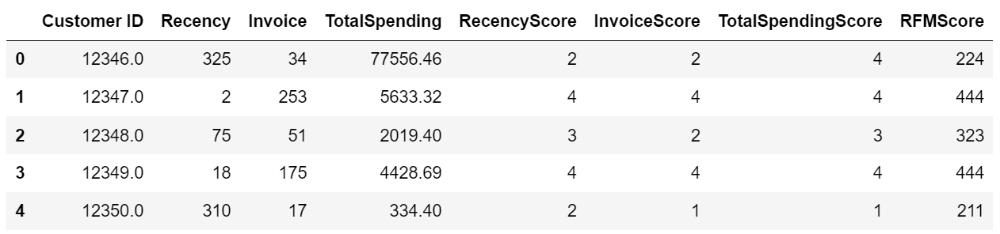 Customer ID Recency Invoice TotalSpending RecencyScore InvoiceScore TotalSpendingScore RFMScore
0 12346.0 325 34 77556.46 2 2 4 224
1 12347.0 2 253 5633.32 4 4 4 444
2 12348.0 75 51 2019.40 3 2 3 323
3 12349.0 18 175 4428.69 4 4 4 444
4 12350.0 310 17 334.40 2 1 1 211